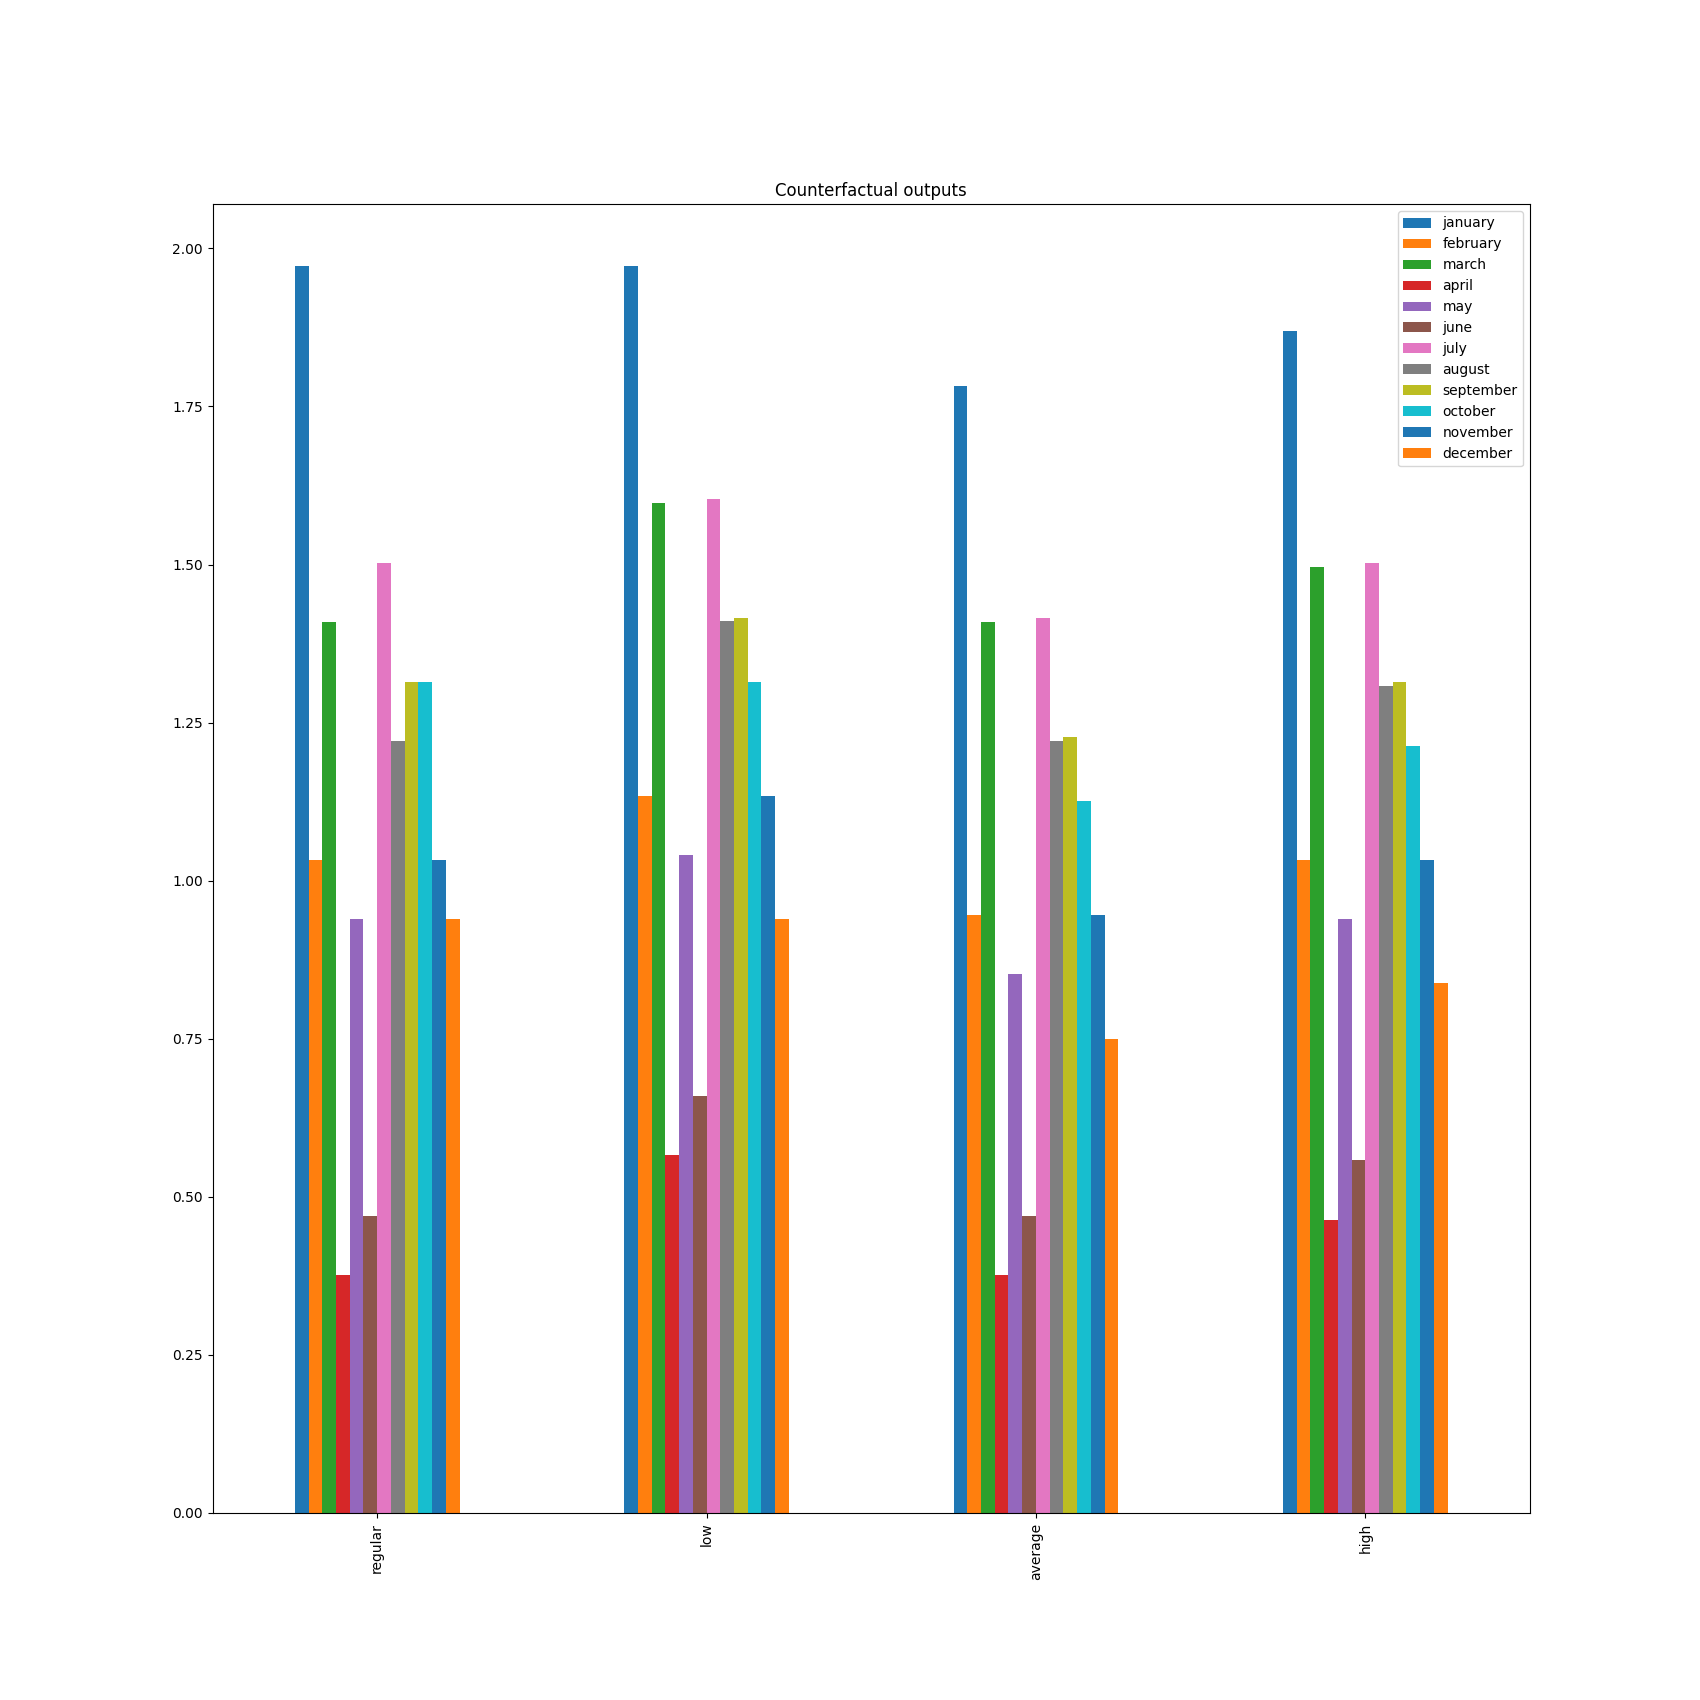 Counterfactual outputs
january
february
march
april
may
june
july
august
september
october
november
december
2.00
1.75
1.50
1.25
1.00
0.75
0.50
0.25
0.00
regular
low
average
high